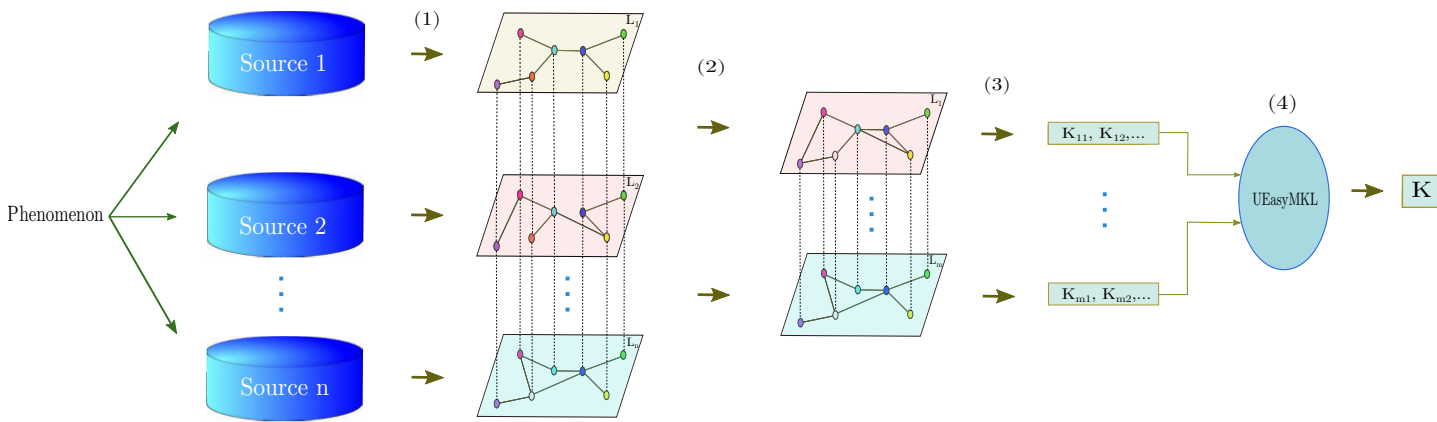 Phenomenon
(1)
Source 1
Source 2
Source n
L₁
L₂
Lₙ
(2)
L₁
Lₘ
(3)
K₁₁, K₁₂,...
Kₘ₁, Kₘ₂,...
(4)
UEasyMKL
K